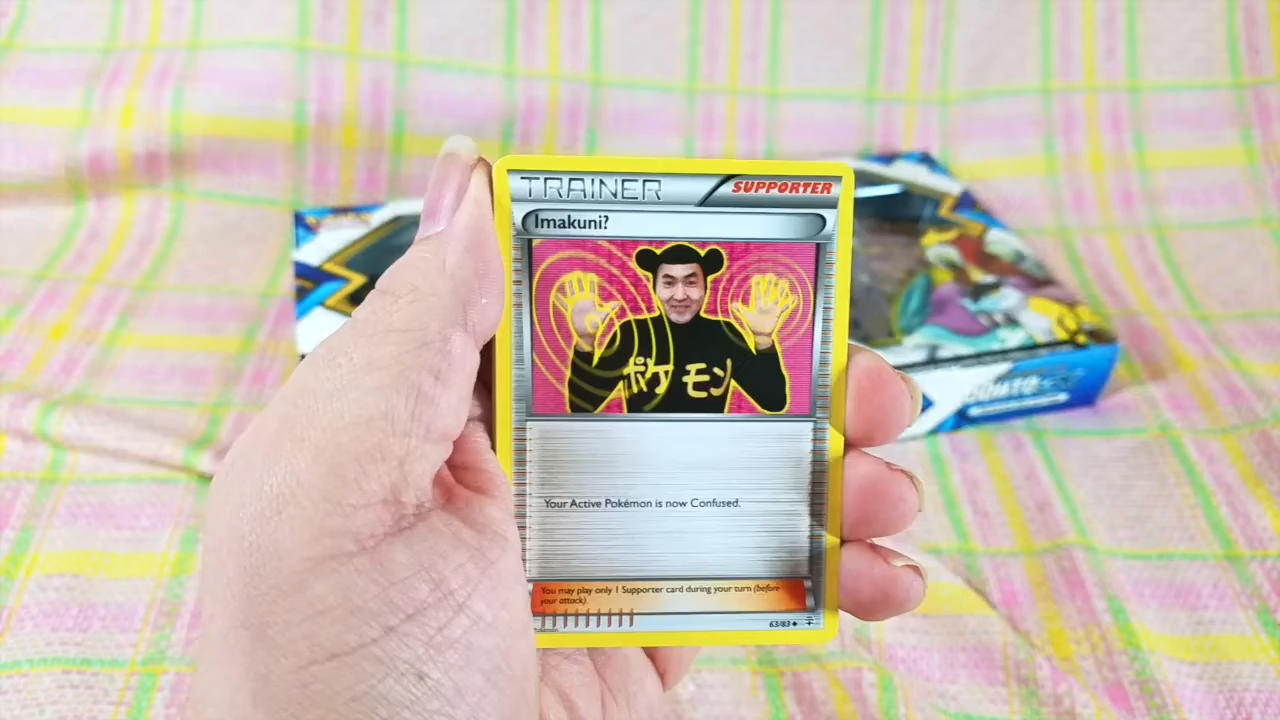 TRAINER
SUPPORTER
Imakuni?
ポケモン
Your Active Pokémon is now Confused.
You may play only 1 Supporter card during your turn (before
your attack).
Pokémon
63/83